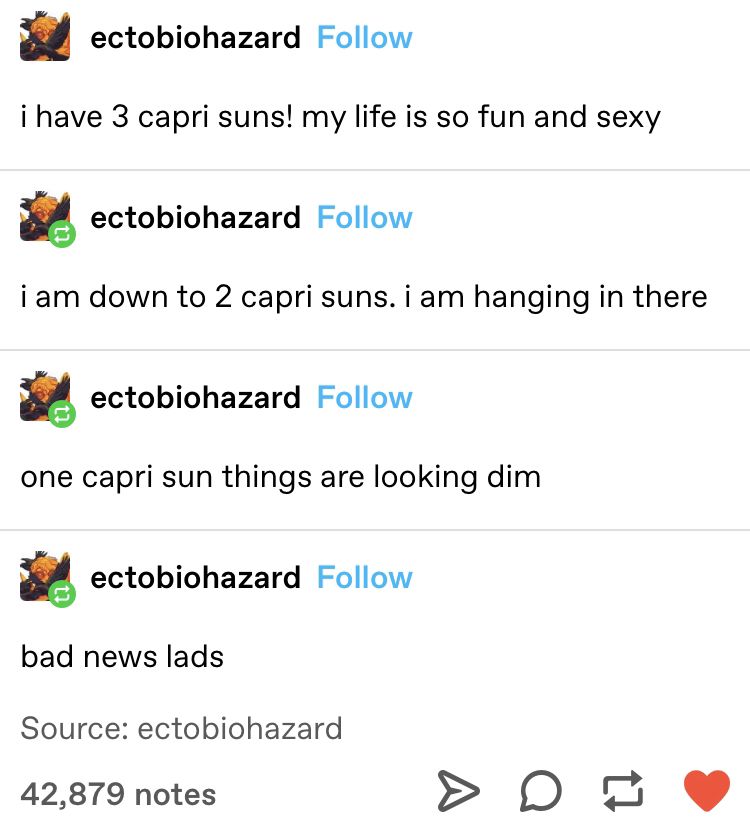 ectobiohazard Follow
i have 3 capri suns! my life is so fun and sexy
ectobiohazard Follow
i am down to 2 capri suns. i am hanging in there
ectobiohazard Follow
one capri sun things are looking dim
ectobiohazard Follow
bad news lads
Source: ectobiohazard
42,879 notes